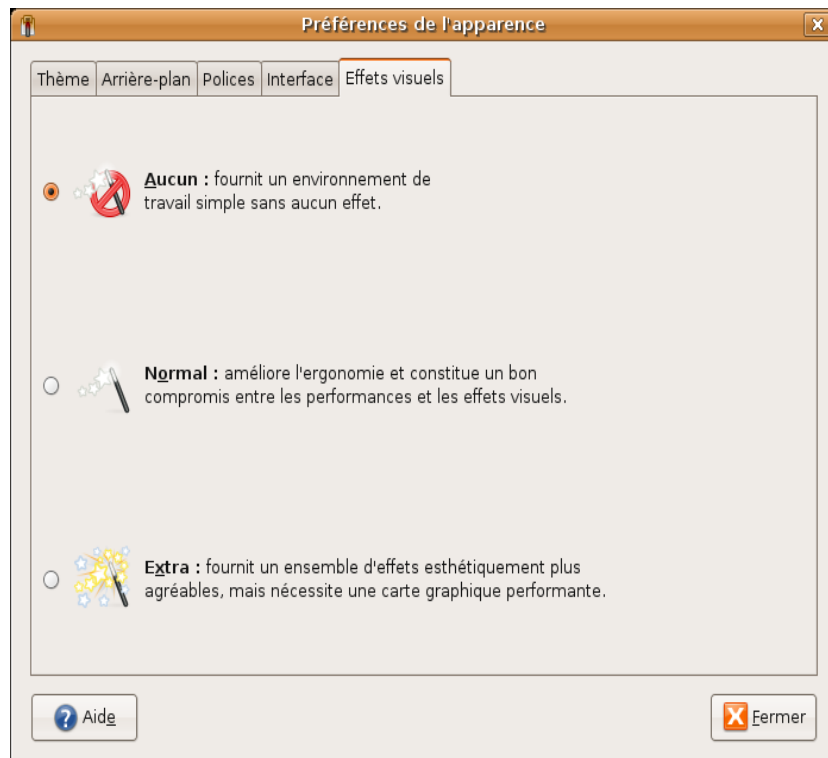 Préférences de l'apparence
Thème Arrière-plan Polices Interface Effets visuels
Aucun : fournit un environnement de
travail simple sans aucun effet.
Normal : améliore l'ergonomie et constitue un bon
compromis entre les performances et les effets visuels.
Extra : fournit un ensemble d'effets esthétiquement plus
agréables, mais nécessite une carte graphique performante.
Aide Fermer